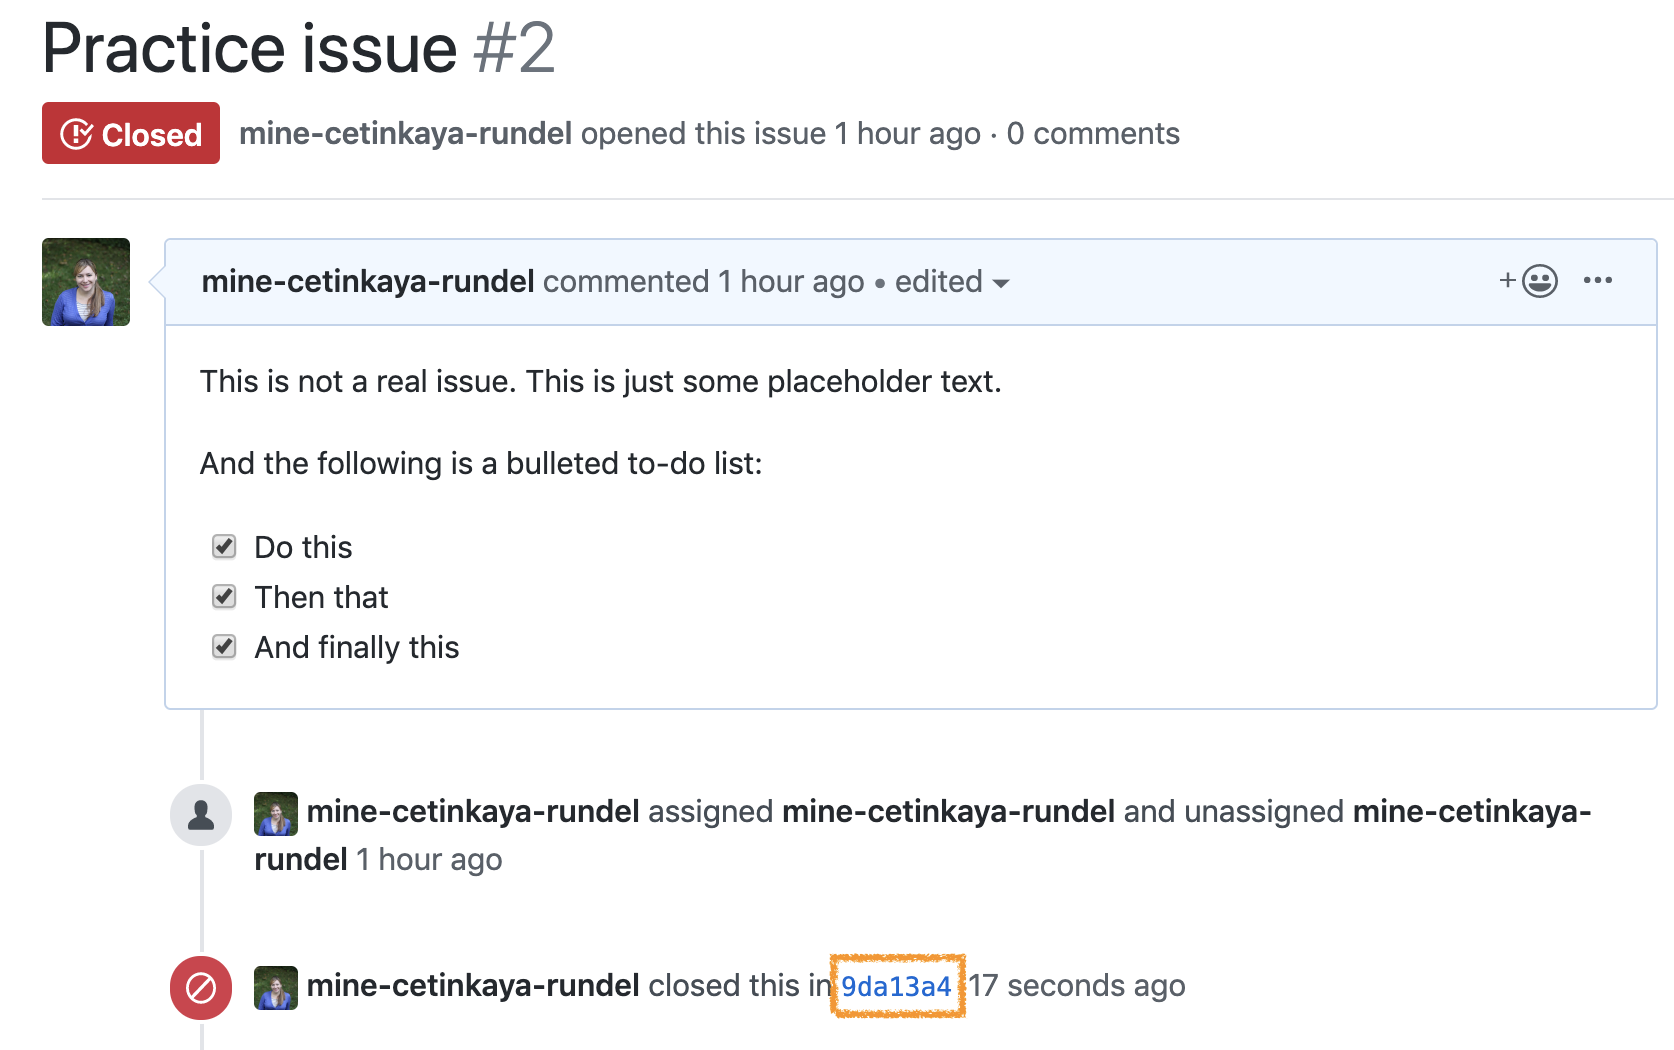 Practice issue #2
Closed mine-cetinkaya-rundel opened this issue 1 hour ago · 0 comments
mine-cetinkaya-rundel commented 1 hour ago • edited
This is not a real issue. This is just some placeholder text.
And the following is a bulleted to-do list:
Do this
Then that
And finally this
mine-cetinkaya-rundel assigned mine-cetinkaya-rundel and unassigned mine-cetinkaya-
rundel 1 hour ago
mine-cetinkaya-rundel closed this in 9da13a4 17 seconds ago